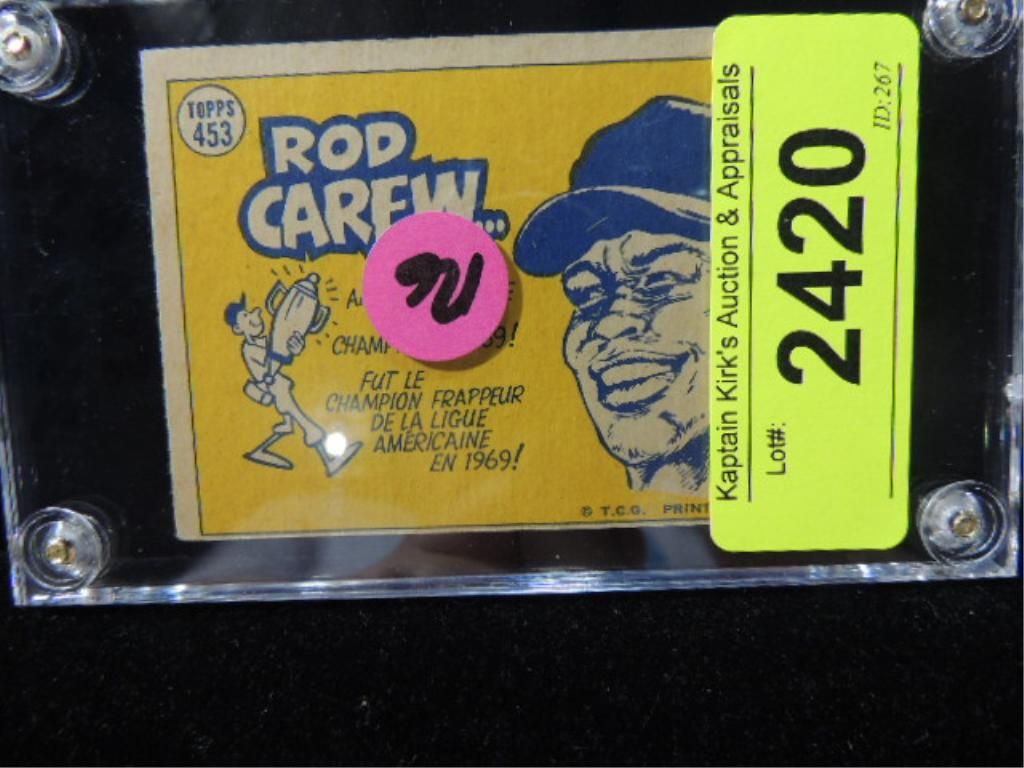 TOPPS
453
ROD
CAREW...
CHAMP
69!
FUT LE
CHAMPION FRAPPEUR
DE LA LIGUE
AMÉRICAINE
EN 1969!
© T.C.G. PRINT
Kaptain Kirk's Auction & Appraisals
Lot#:
2420
ID:267